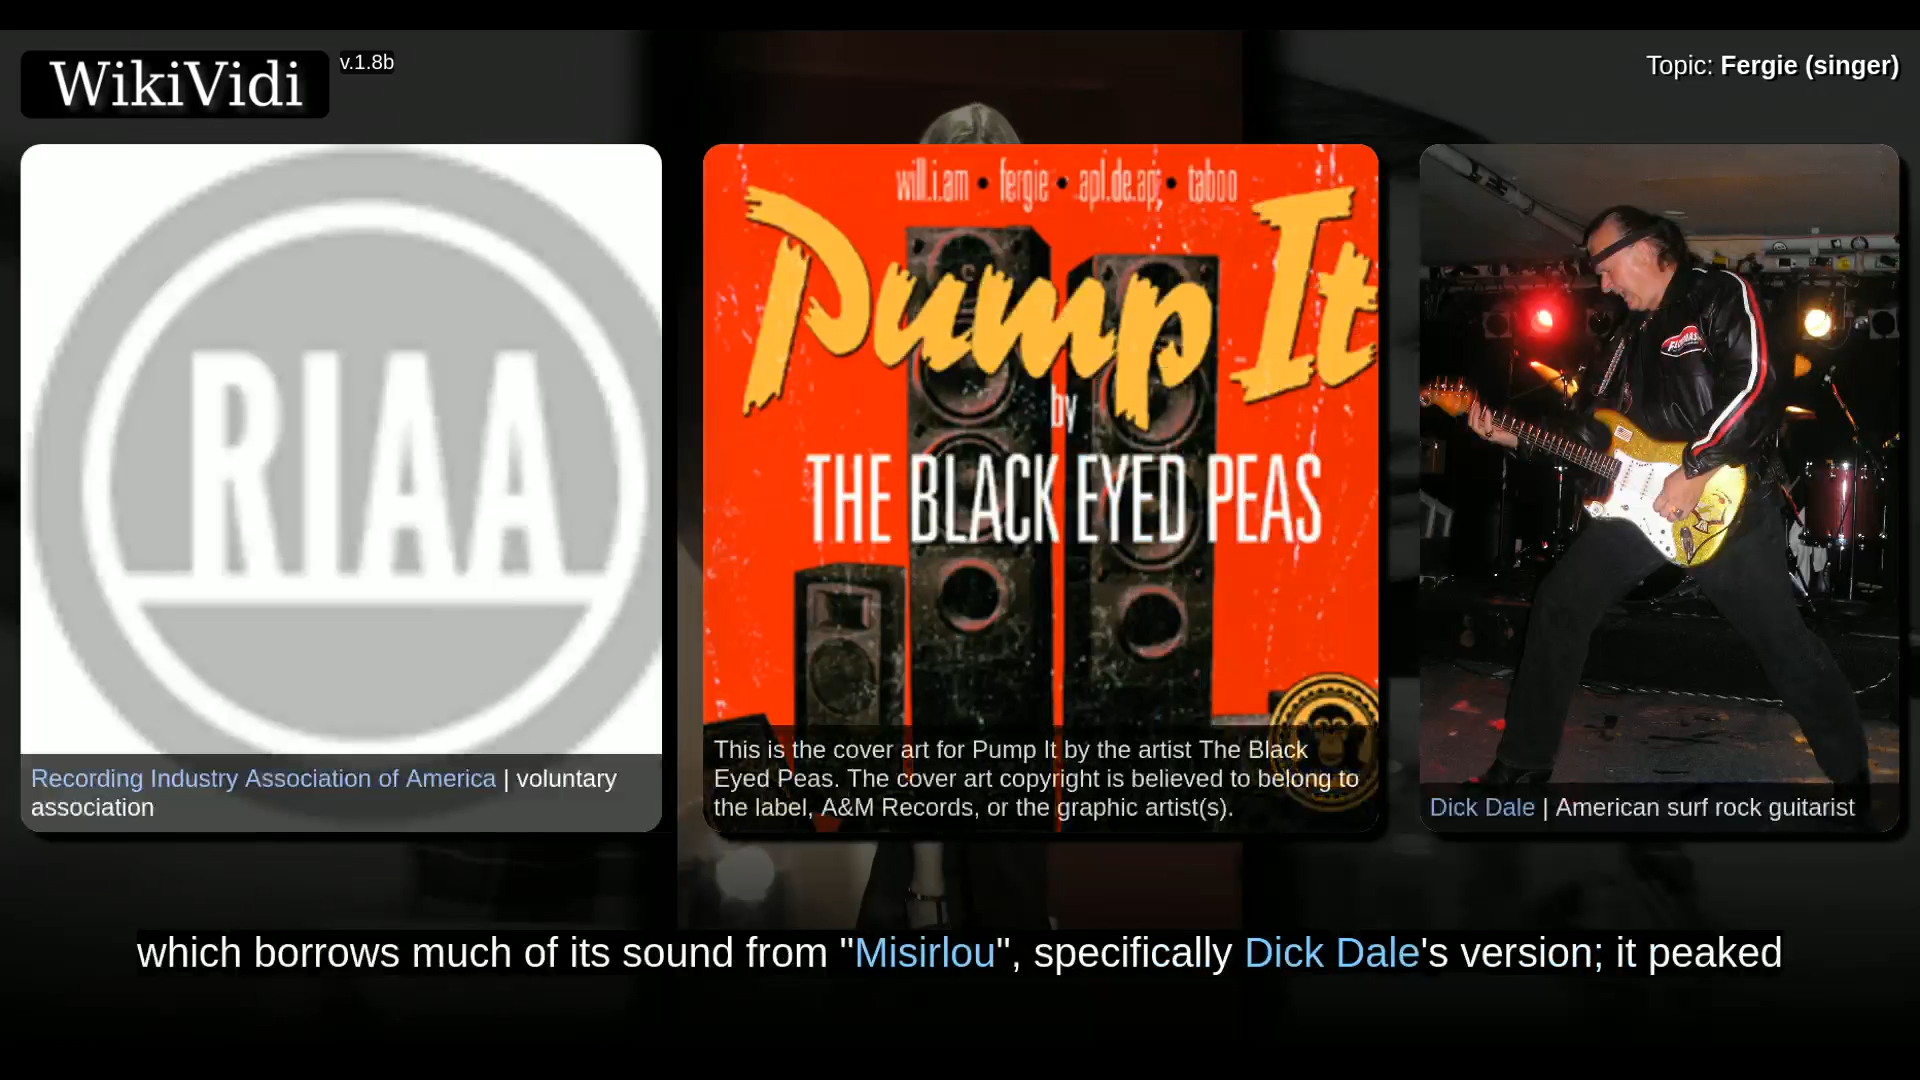 WikiVidi
v.1.8b
Topic: Fergie (singer)
RIAA
Recording Industry Association of America | voluntary
association
will.i.am • fergie • apl.de.ap. • taboo
Pump It
by
THE BLACK EYED PEAS
This is the cover art for Pump It by the artist The Black
Eyed Peas. The cover art copyright is believed to belong to
the label, A&M Records, or the graphic artist(s).
Dick Dale | American surf rock guitarist
which borrows much of its sound from "Misirlou", specifically Dick Dale's version; it peaked